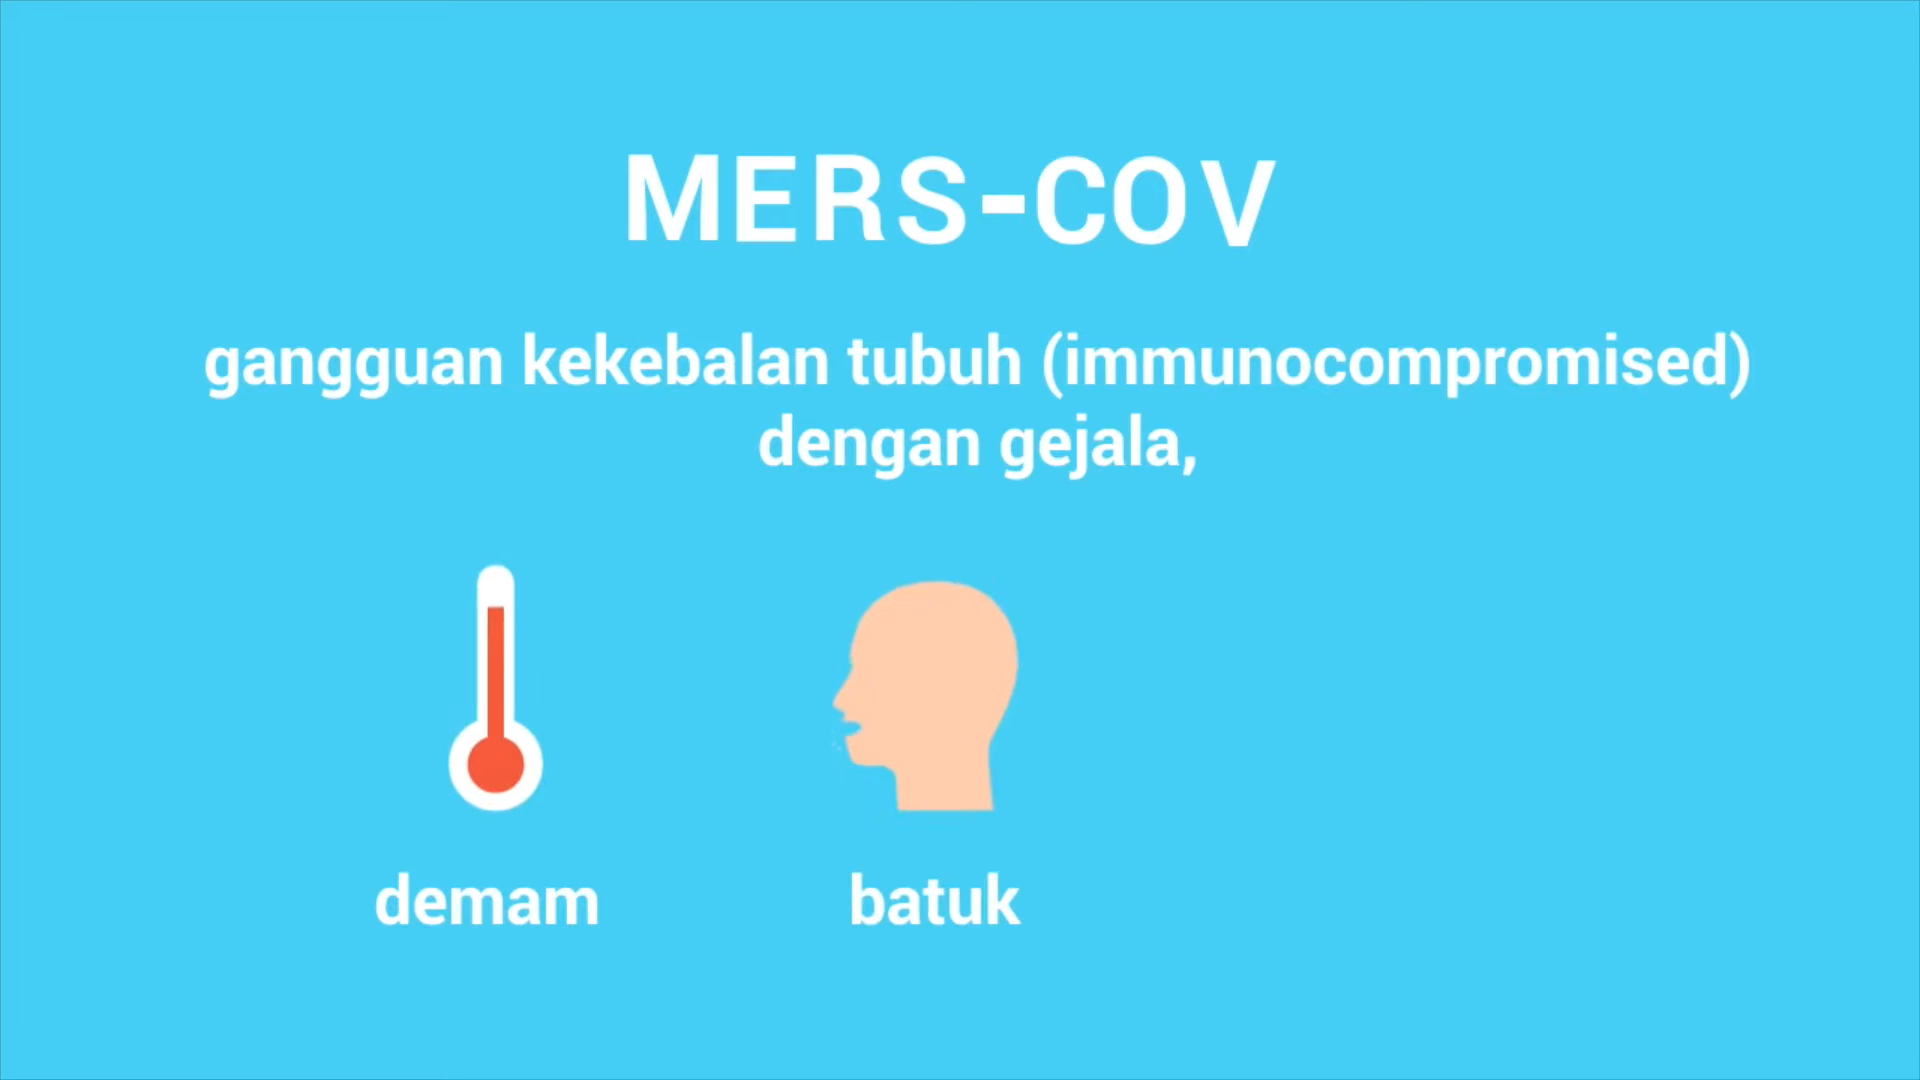 MERS-COV
gangguan kekebalan tubuh (immunocompromised)
dengan gejala,
demam
batuk